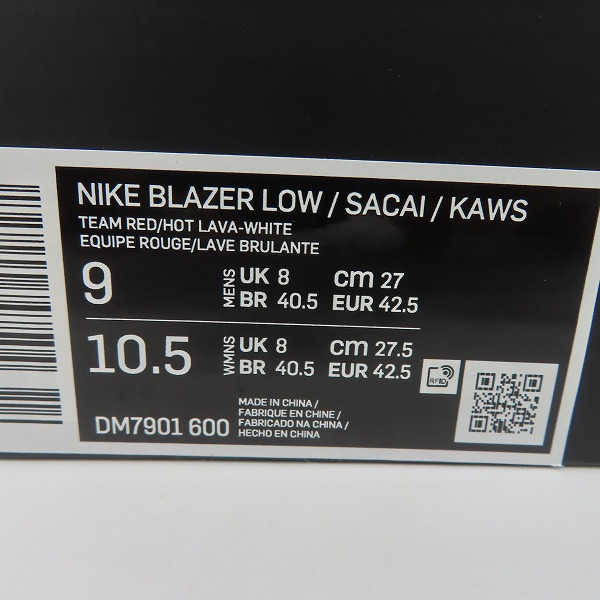 NIKE BLAZER LOW / SACAI / KAWS
TEAM RED/HOT LAVA-WHITE
EQUIPE ROUGE/LAVE BRULANTE
9 MENS UK 8 cm 27
BR 40.5 EUR 42.5
10.5 WMNS UK 8 cm 27.5
BR 40.5 EUR 42.5
RFID
DM7901 600
MADE IN CHINA /
FABRIQUE EN CHINE /
FABRICADO NA CHINA /
HECHO EN CHINA